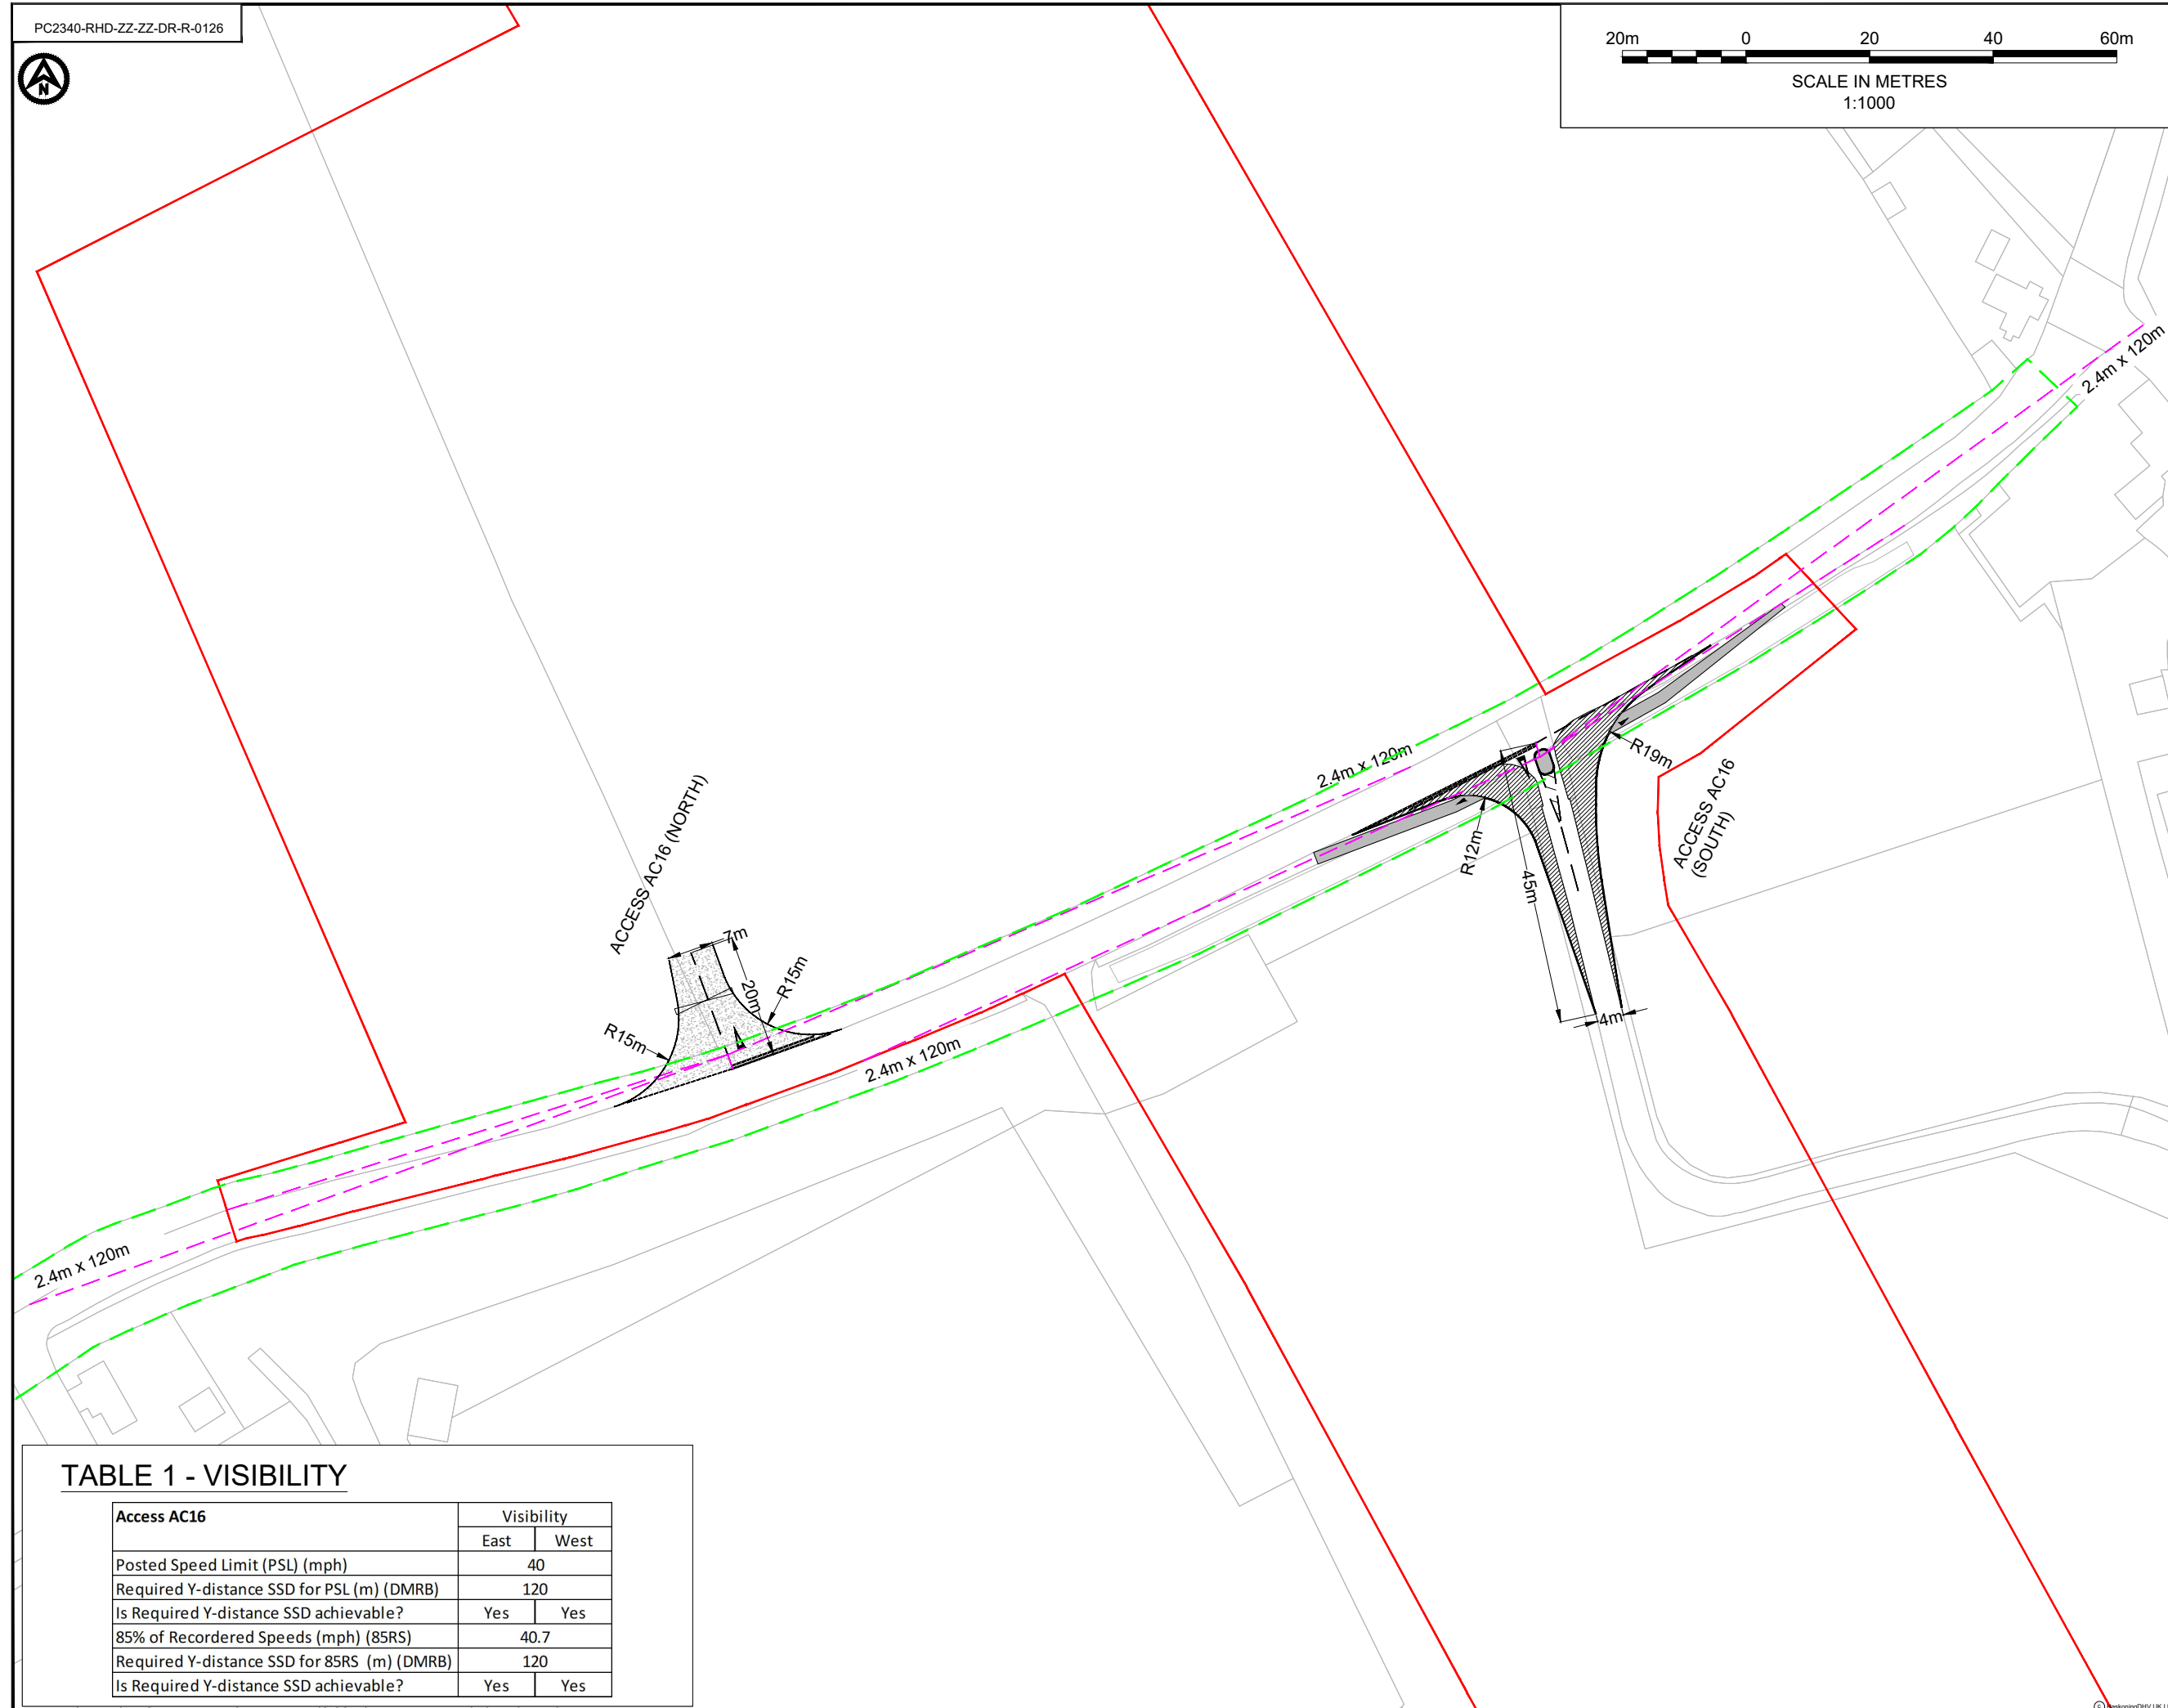 PC2340-RHD-ZZ-ZZ-DR-R-0126
N
20m 0 20 40 60m
SCALE IN METRES
1:1000
2.4m x 120m
2.4m x 120m
R19m
ACCESS AC16
(SOUTH)
ACCESS AC16 (NORTH)
R12m
45m
7m
20m
R15m
R15m
4m
2.4m x 120m
2.4m x 120m
TABLE 1 - VISIBILITY
Access AC16 Visibility
East West
Posted Speed Limit (PSL) (mph) 40
Required Y-distance SSD for PSL (m) (DMRB) 120
Is Required Y-distance SSD achievable? Yes Yes
85% of Recordered Speeds (mph) (85RS) 40.7
Required Y-distance SSD for 85RS (m) (DMRB) 120
Is Required Y-distance SSD achievable? Yes Yes